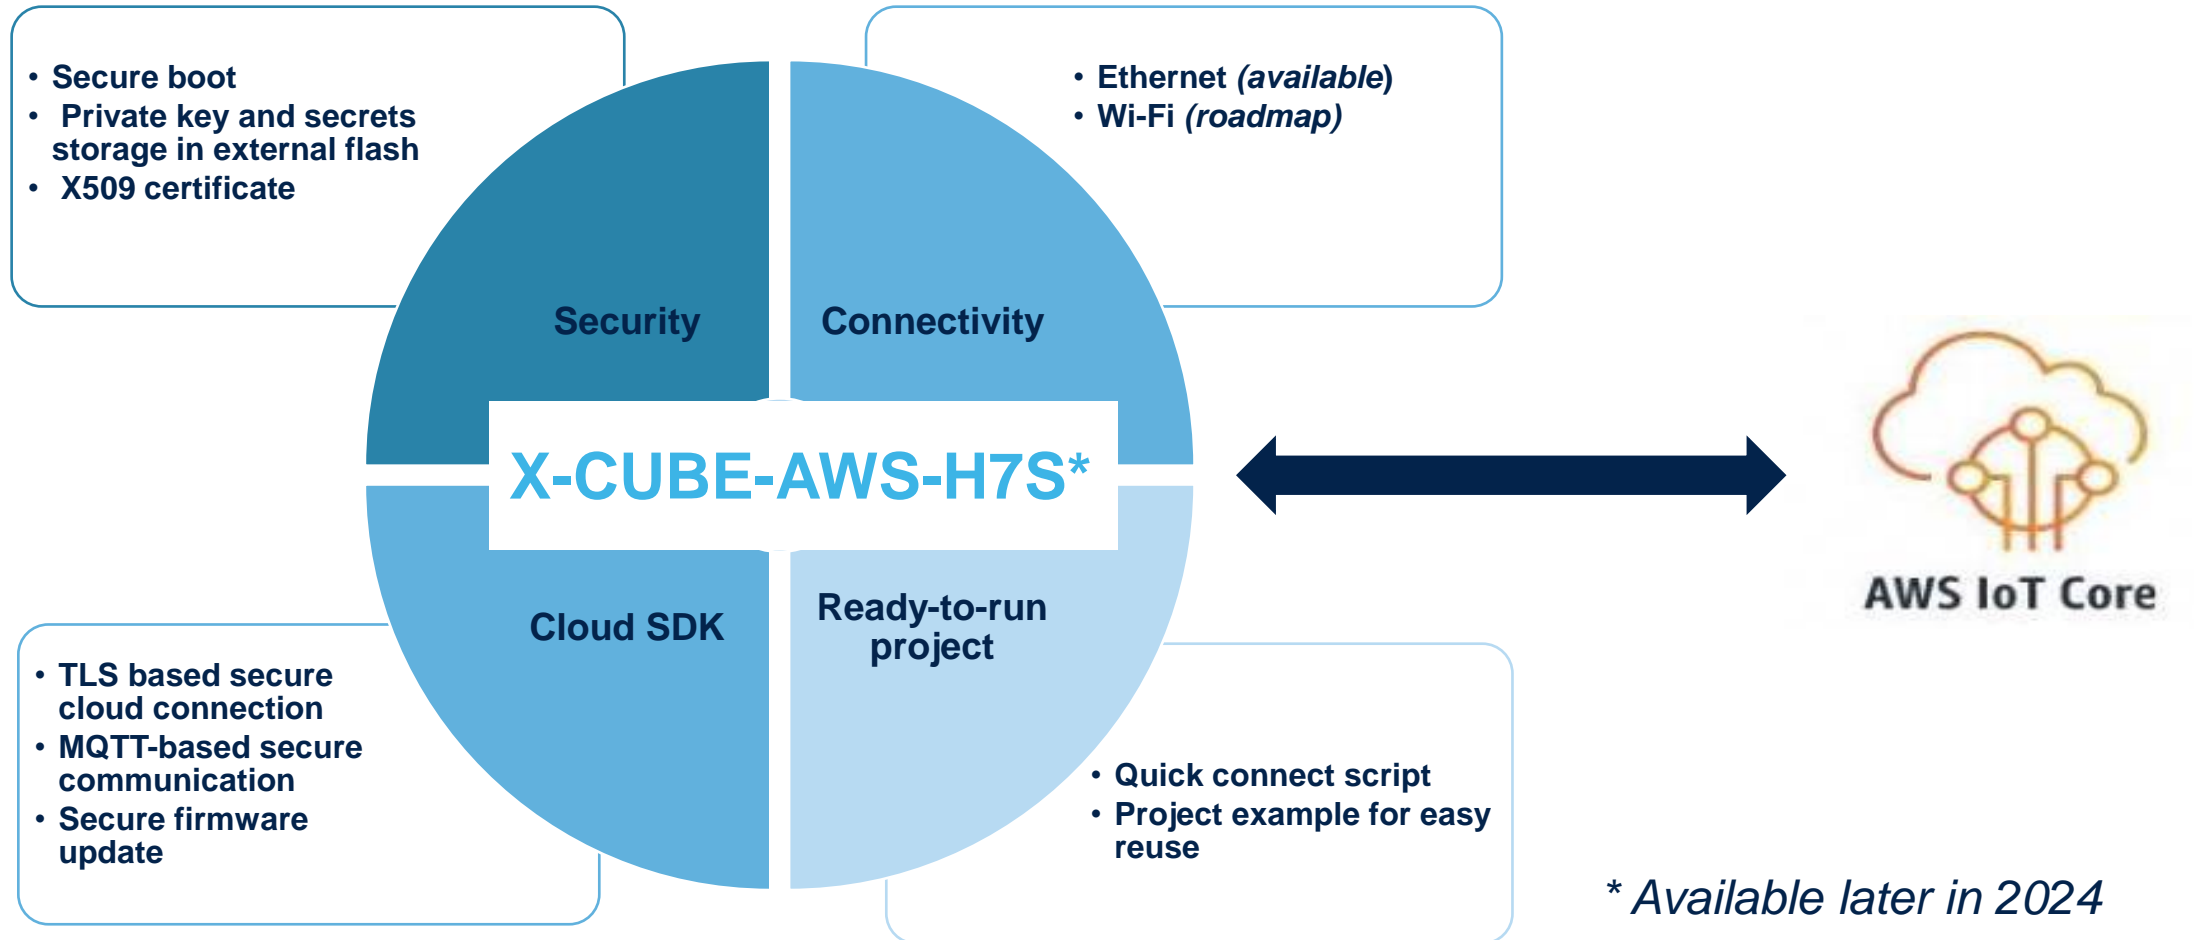 • Secure boot
• Private key and secrets
storage in external flash
• X509 certificate
• Ethernet (available)
• Wi-Fi (roadmap)
Security
Connectivity
X-CUBE-AWS-H7S*
AWS IoT Core
Cloud SDK
Ready-to-run
project
• TLS based secure
cloud connection
• MQTT-based secure
communication
• Secure firmware
update
• Quick connect script
• Project example for easy
reuse
* Available later in 2024